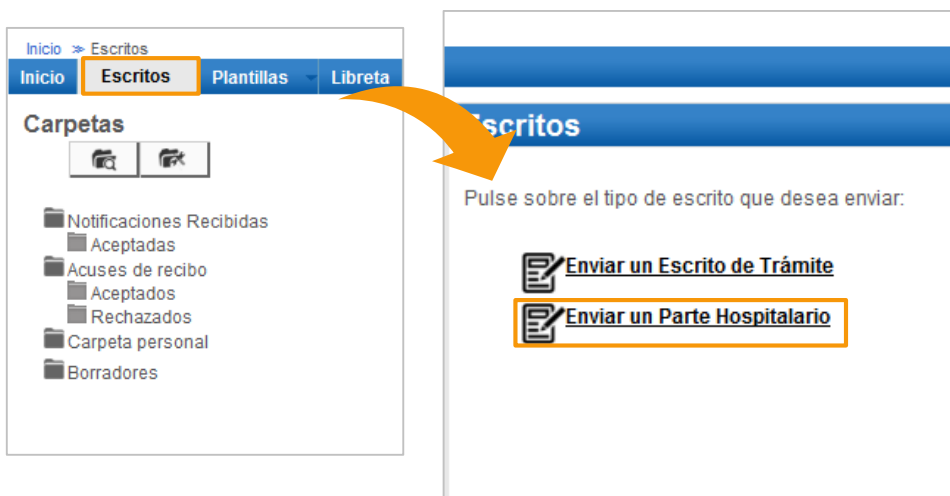 Inicio ≫ Escritos
Inicio Escritos Plantillas Libreta
Carpetas
Notificaciones Recibidas
Aceptadas
Acuses de recibo
Aceptados
Rechazados
Carpeta personal
Borradores
scritos
Pulse sobre el tipo de escrito que desea enviar:
Enviar un Escrito de Trámite
Enviar un Parte Hospitalario